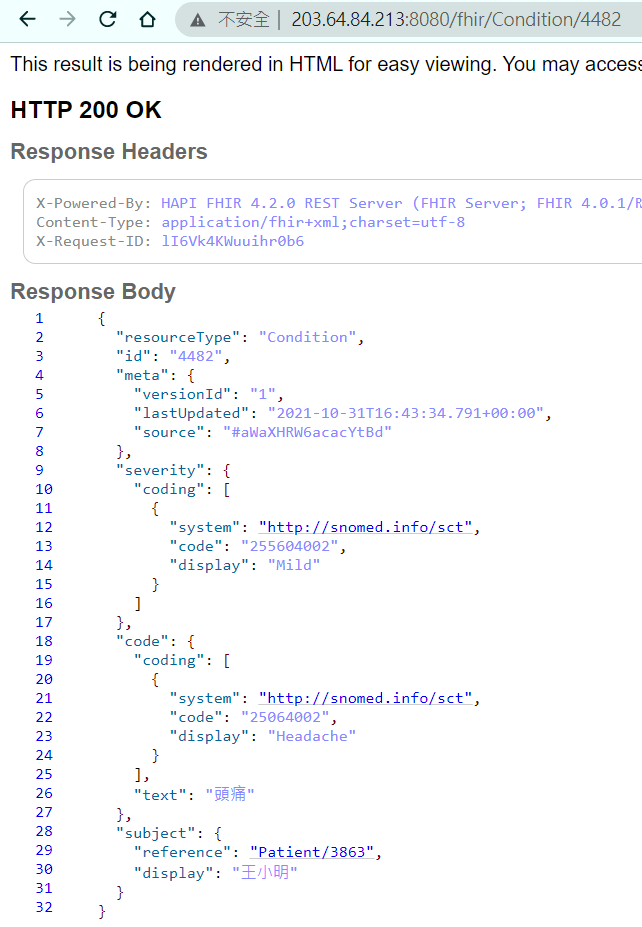 不安全 | 203.64.84.213:8080/fhir/Condition/4482
This result is being rendered in HTML for easy viewing. You may access
HTTP 200 OK
Response Headers
X-Powered-By: HAPI FHIR 4.2.0 REST Server (FHIR Server; FHIR 4.0.1/R
Content-Type: application/fhir+xml;charset=utf-8
X-Request-ID: lI6Vk4KWuuihr0b6
Response Body
1 {
2 "resourceType": "Condition",
3 "id": "4482",
4 "meta": {
5 "versionId": "1",
6 "lastUpdated": "2021-10-31T16:43:34.791+00:00",
7 "source": "#aWaXHRW6acacYtBd"
8 },
9 "severity": {
10 "coding": [
11 {
12 "system": "http://snomed.info/sct",
13 "code": "255604002",
14 "display": "Mild"
15 }
16 ]
17 },
18 "code": {
19 "coding": [
20 {
21 "system": "http://snomed.info/sct",
22 "code": "25064002",
23 "display": "Headache"
24 }
25 ],
26 "text": "頭痛"
27 },
28 "subject": {
29 "reference": "Patient/3863",
30 "display": "王小明"
31 }
32 }